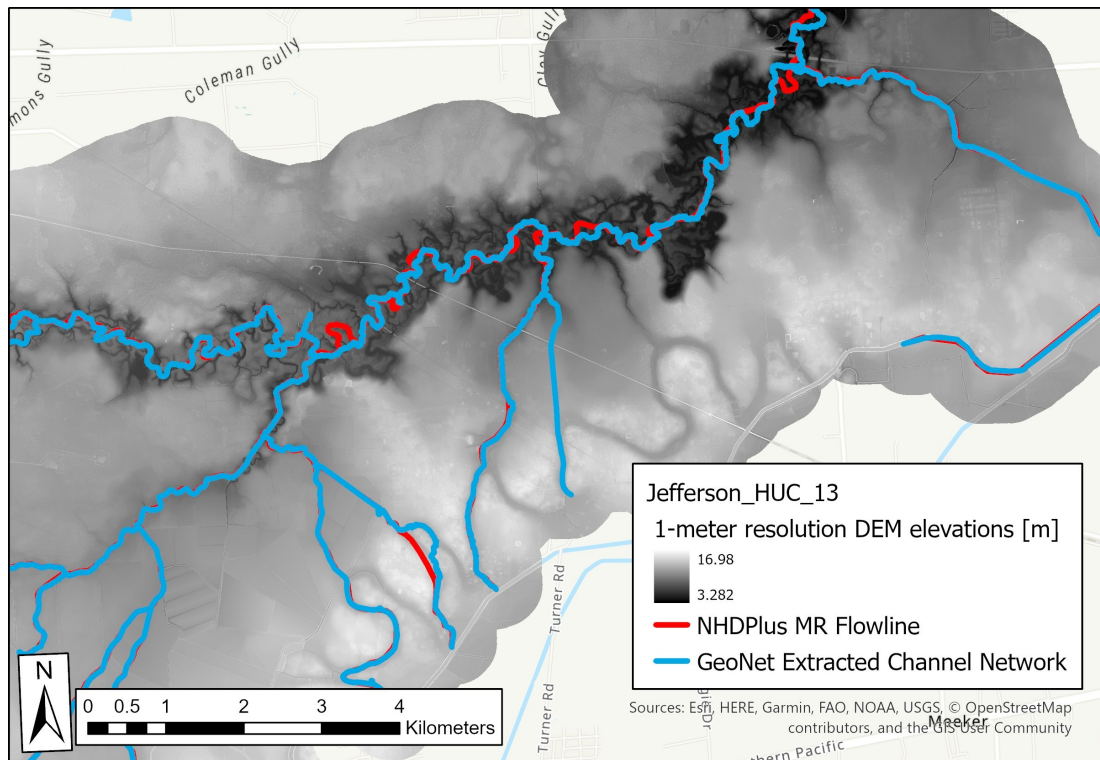 mons Gully
Coleman Gully
Clay Gully
Turner Rd
Turner Rd
Jefferson_HUC_13
1-meter resolution DEM elevations [m]
16.98
3.282
NHDPlus MR Flowline
GeoNet Extracted Channel Network
N
0 0.5 1 2 3 4
Kilometers
Sources: Esri, HERE, Garmin, FAO, NOAA, USGS, © OpenStreetMap
contributors, and the GIS User Community
Meeker
thern Pacific